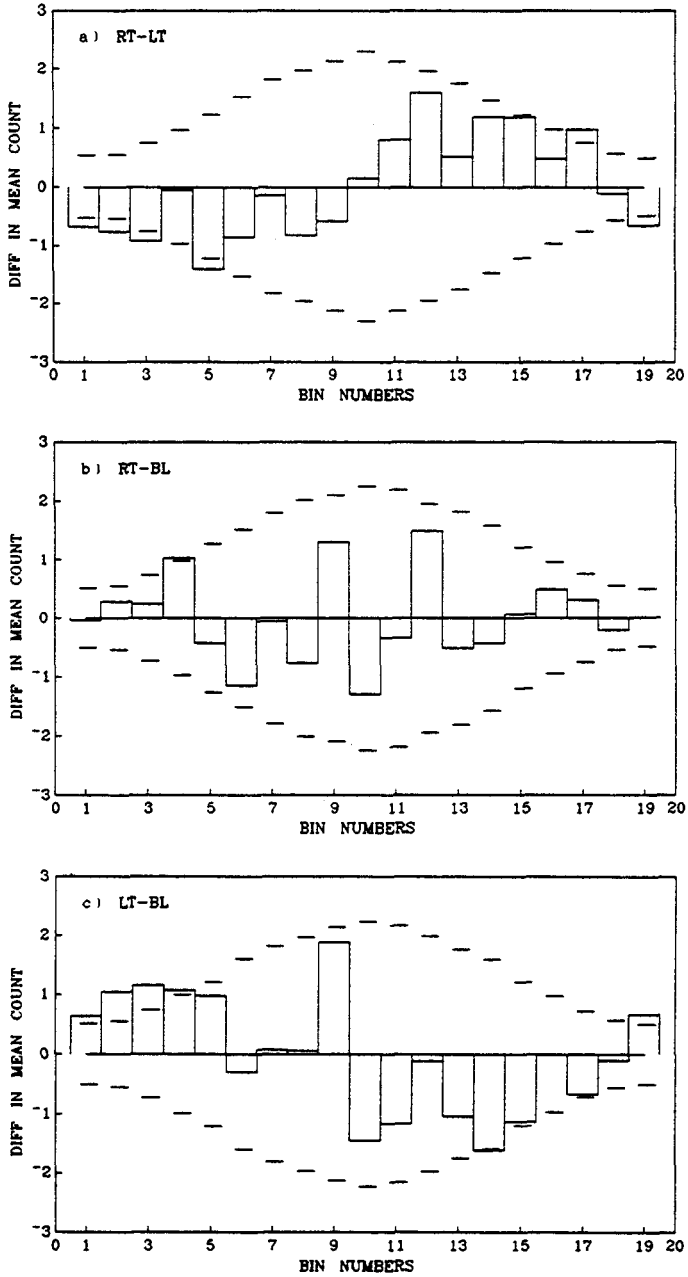 3
a) RT-LT
2
1
0
-1
-2
-3
DIFF IN MEAN COUNT
0 1 3 5 7 9 11 13 15 17 19 20
BIN NUMBERS
3
b) RT-BL
2
1
0
-1
-2
-3
DIFF IN MEAN COUNT
0 1 3 5 7 9 11 13 15 17 19 20
BIN NUMBERS
3
c) LT-BL
2
1
0
-1
-2
-3
DIFF IN MEAN COUNT
0 1 3 5 7 9 11 13 15 17 19 20
BIN NUMBERS